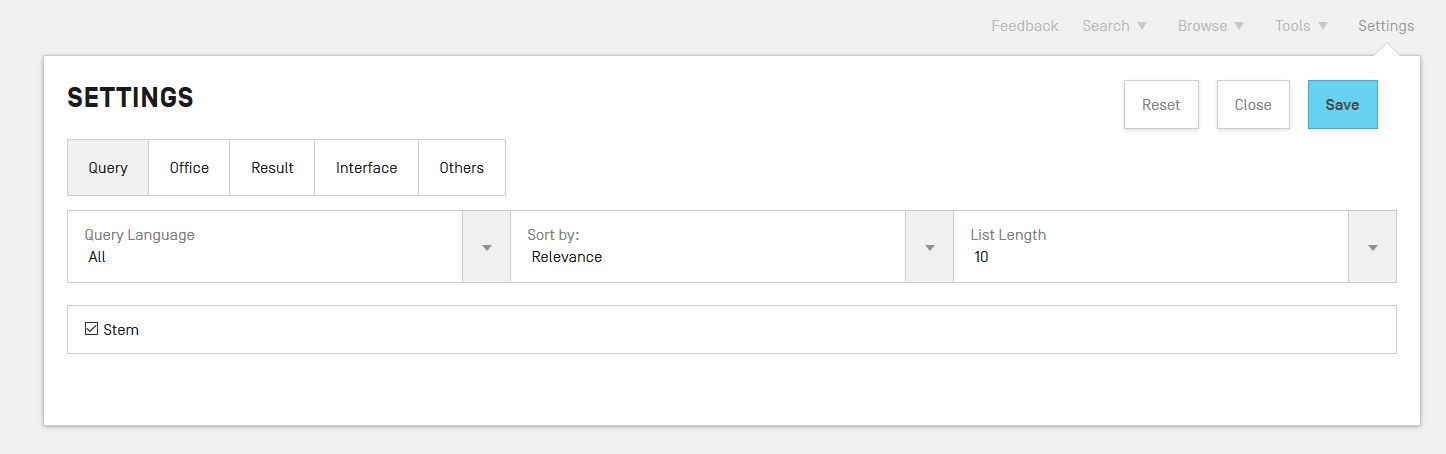 Feedback Search Browse Tools Settings
SETTINGS
Reset Close Save
Query Office Result Interface Others
Query Language Sort by: List Length
All Relevance 10
Stem